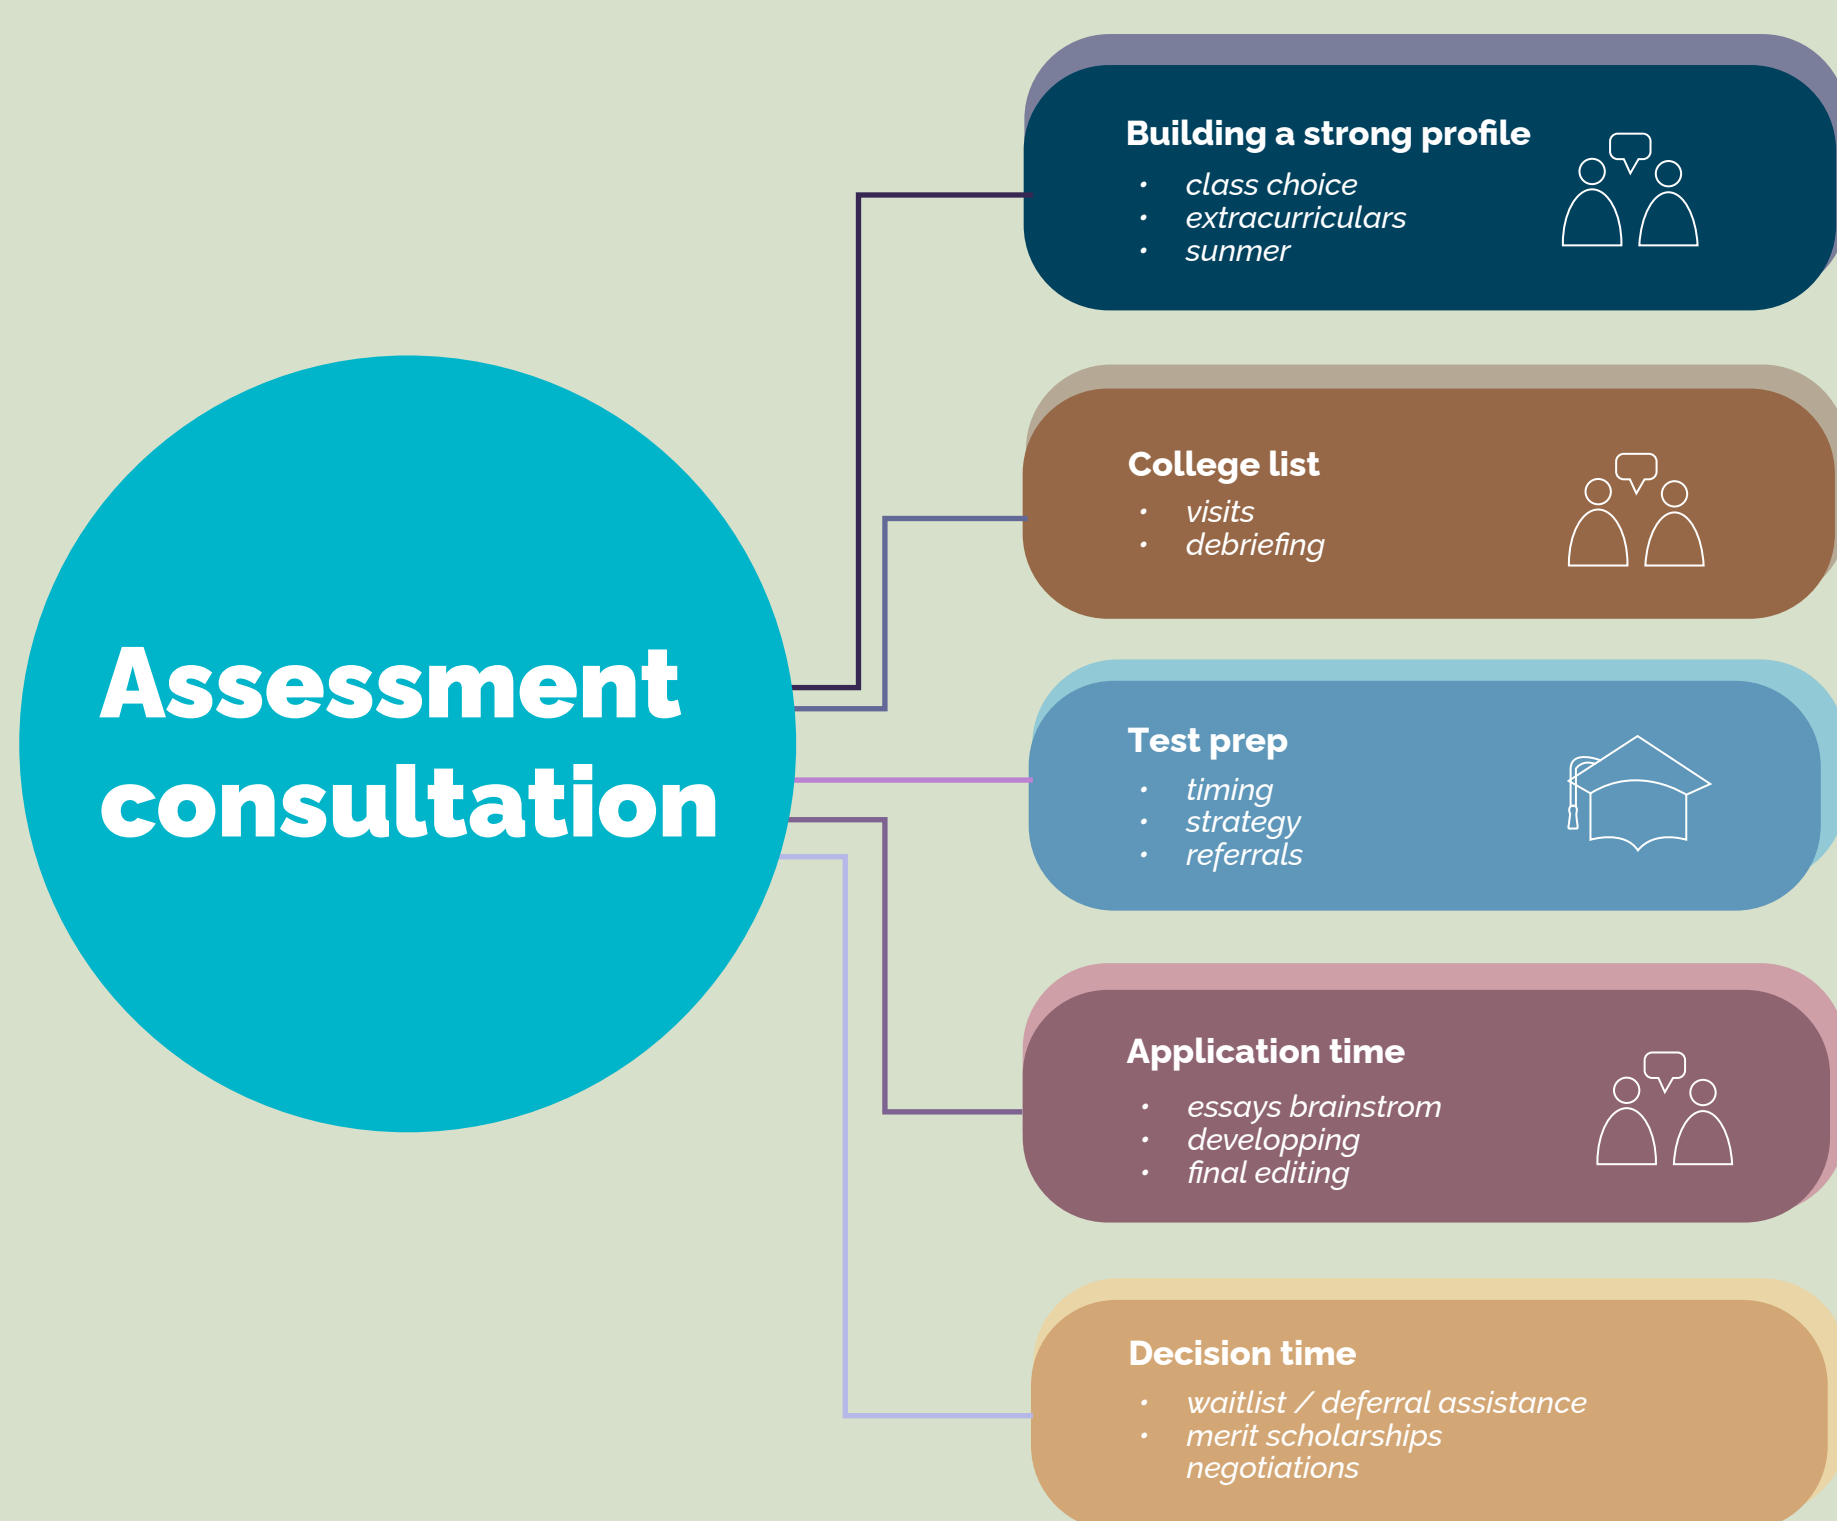 Assessment
consultation
Building a strong profile
• class choice
• extracurriculars
• sunmer
College list
• visits
• debriefing
Test prep
• timing
• strategy
• referrals
Application time
• essays brainstrom
• developping
• final editing
Decision time
• waitlist / deferral assistance
• merit scholarships
negotiations